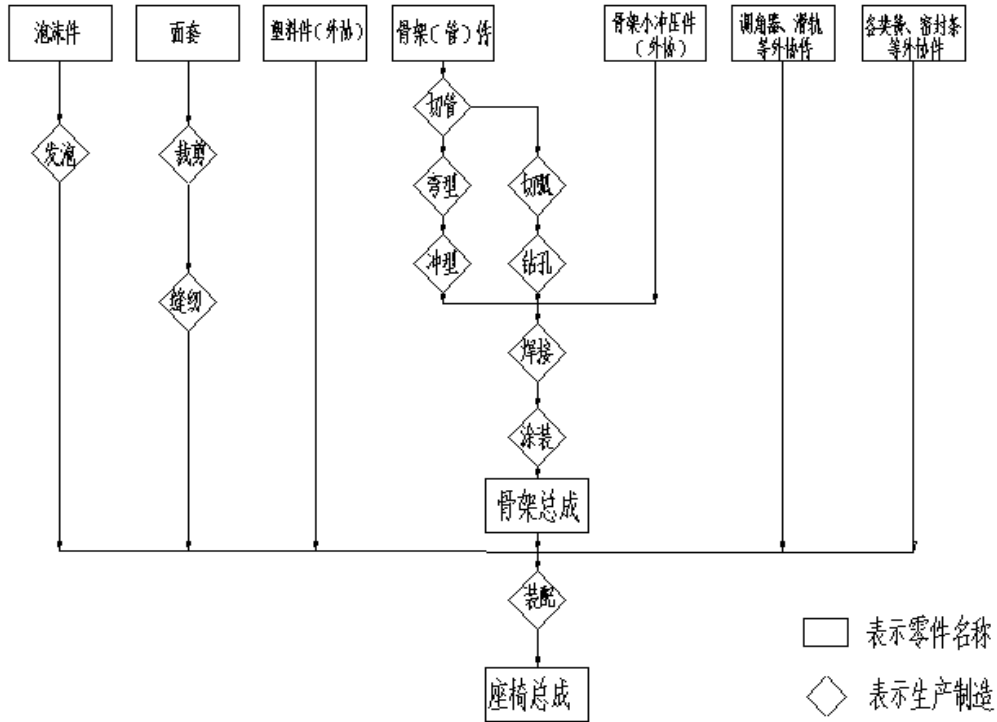 泡沫件
面套
塑料件(外协)
骨架(管)件
骨架小冲压件
(外协)
调角器、滑轨
等外协件
各类簧、密封条
等外协件
切管
发泡
裁剪
弯型
切弧
冲型
钻孔
缝纫
焊接
涂装
骨架总成
装配
座椅总成
表示零件名称
表示生产制造